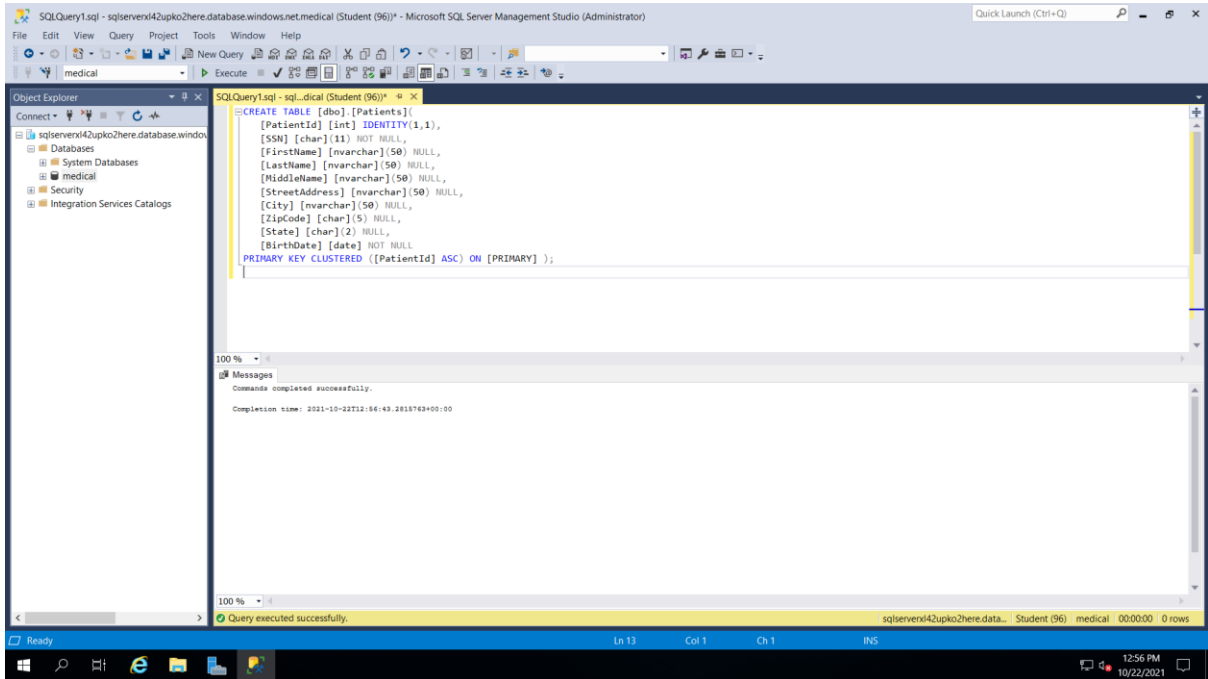 SQLQuery1.sql - sqlserverxl42upko2here.database.windows.net.medical (Student (96))* - Microsoft SQL Server Management Studio (Administrator)
Quick Launch (Ctrl+Q)
File Edit View Query Project Tools Window Help
New Query
medical
Execute
Object Explorer
SQLQuery1.sql - sql...dical (Student (96))*
Connect
sqlserverxl42upko2here.database.window
Databases
System Databases
medical
Security
Integration Services Catalogs
CREATE TABLE [dbo].[Patients](
[PatientId] [int] IDENTITY(1,1),
[SSN] [char](11) NOT NULL,
[FirstName] [nvarchar](50) NULL,
[LastName] [nvarchar](50) NULL,
[MiddleName] [nvarchar](50) NULL,
[StreetAddress] [nvarchar](50) NULL,
[City] [nvarchar](50) NULL,
[ZipCode] [char](5) NULL,
[State] [char](2) NULL,
[BirthDate] [date] NOT NULL
PRIMARY KEY CLUSTERED ([PatientId] ASC) ON [PRIMARY] );
100 %
Messages
Commands completed successfully.
Completion time: 2021-10-22T12:56:43.2815763+00:00
100 %
Query executed successfully.
sqlserverxl42upko2here.data... Student (96) medical 00:00:00 0 rows
Ready Ln 13 Col 1 Ch 1 INS
12:56 PM
10/22/2021